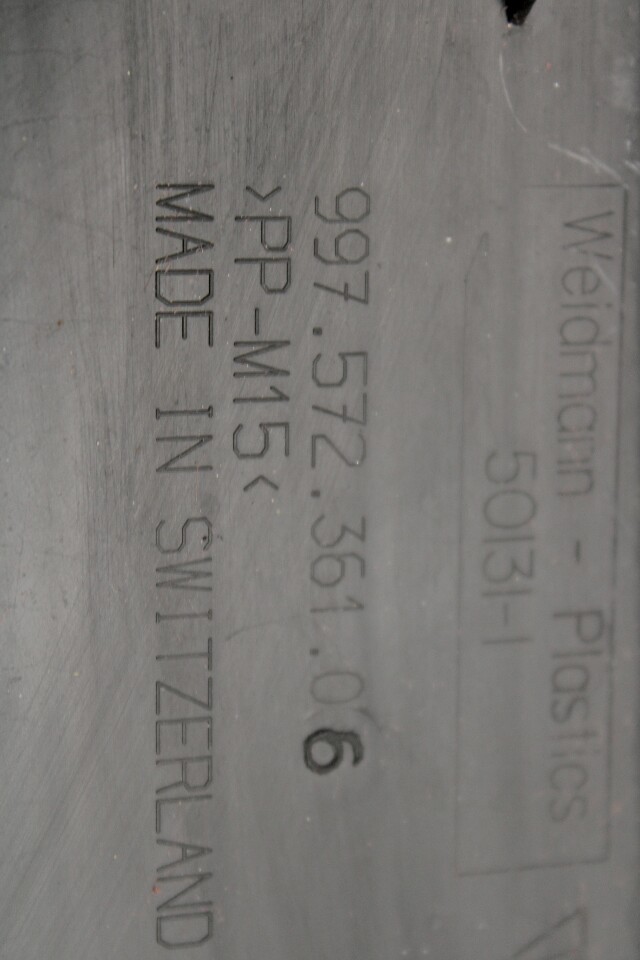 Weidmann - Plastics
50131-1
997.572.361.06
>PP-M15<
MADE IN SWITZERLAND